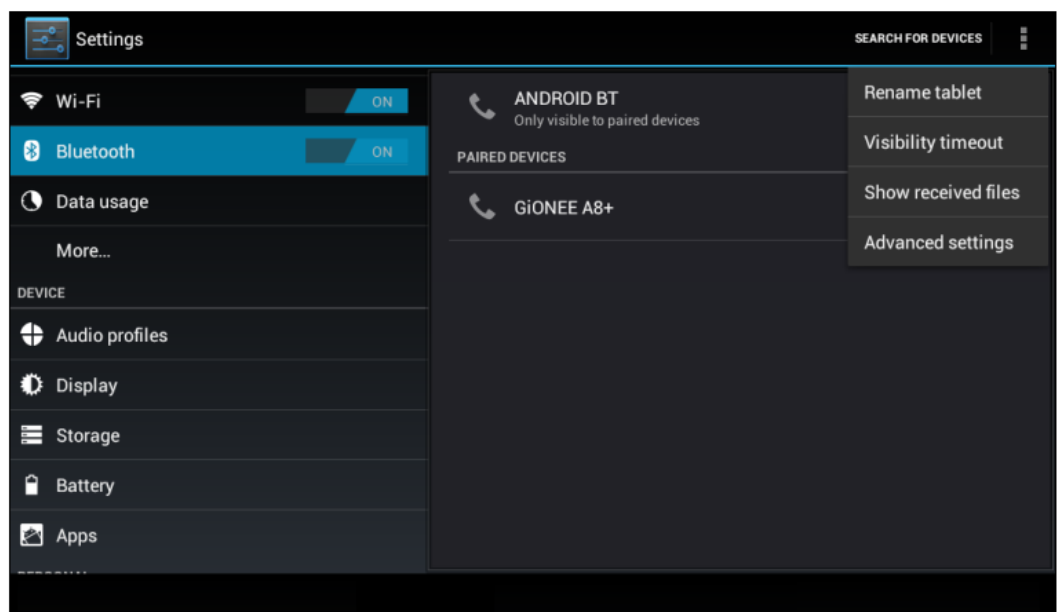 Settings
SEARCH FOR DEVICES
Wi-Fi
ON
Bluetooth
ON
Data usage
More...
DEVICE
Audio profiles
Display
Storage
Battery
Apps
ANDROID BT
Only visible to paired devices
PAIRED DEVICES
GiONEE A8+
Rename tablet
Visibility timeout
Show received files
Advanced settings